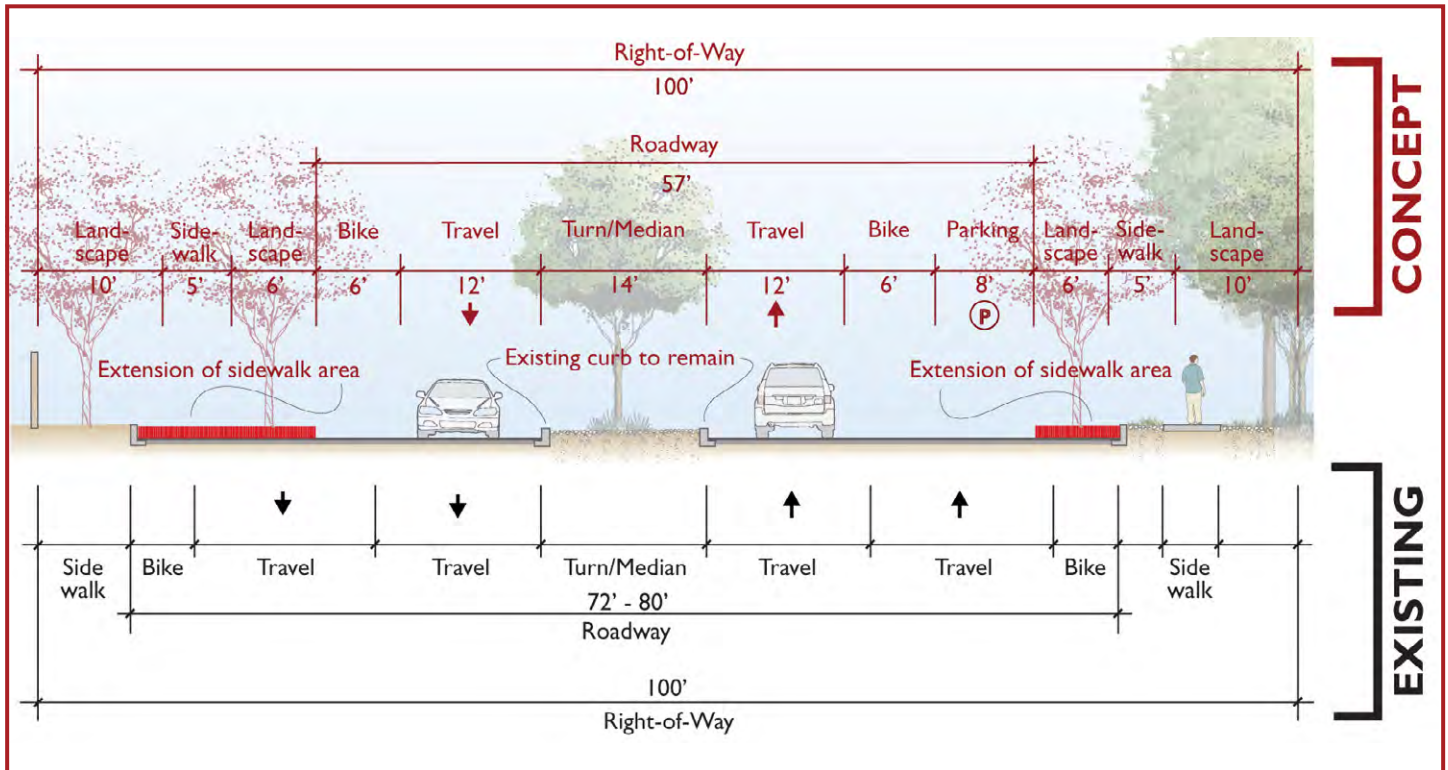 Right-of-Way
100'
Roadway
57'
Land-
scape
Side-
walk
Land-
scape
Bike
Travel
Turn/Median
Travel
Bike
Parking
Land-
scape
Side-
walk
Land-
scape
10' 5' 6' 6' 12' 14' 12' 6' 8' 6' 5' 10'
P
Extension of sidewalk area
Existing curb to remain
Extension of sidewalk area
CONCEPT
Side
walk
Bike
Travel
Travel
Turn/Median
Travel
Travel
Bike
Side
walk
72' - 80'
Roadway
100'
Right-of-Way
EXISTING